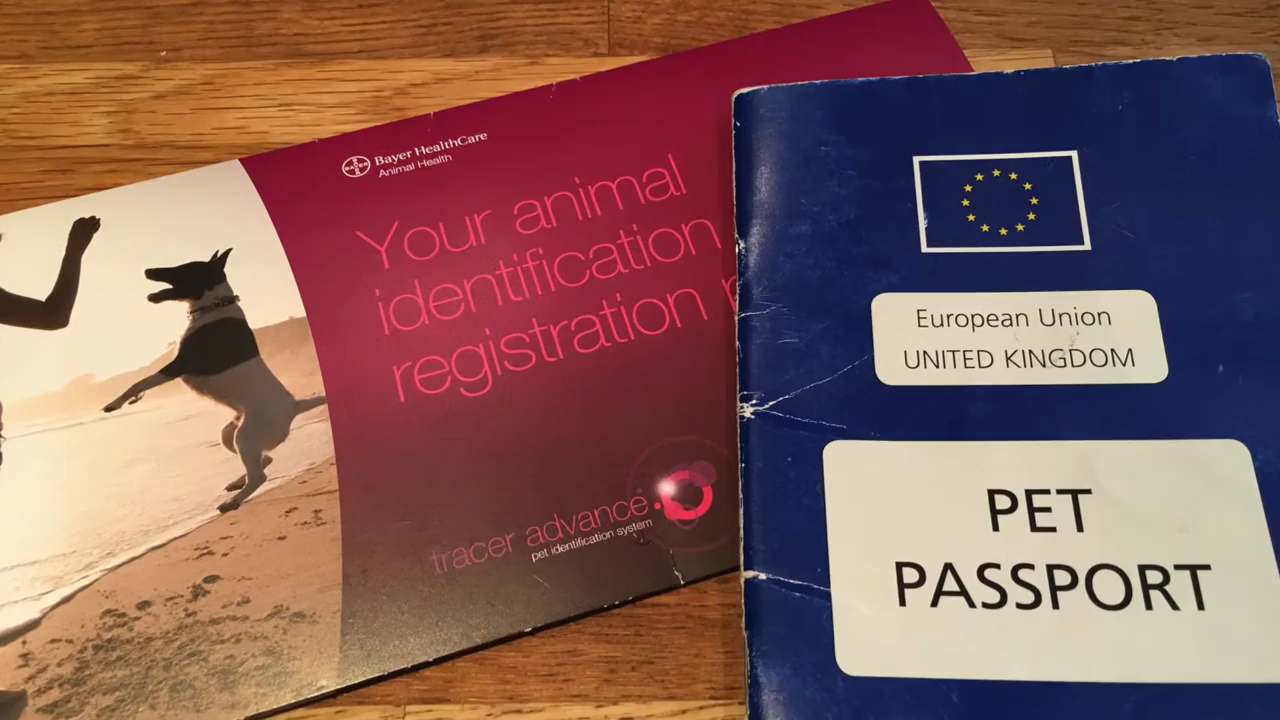 Bayer HealthCare
Animal Health
Your animal
identification
registration
tracer advance
pet identification system
European Union
UNITED KINGDOM
PET
PASSPORT